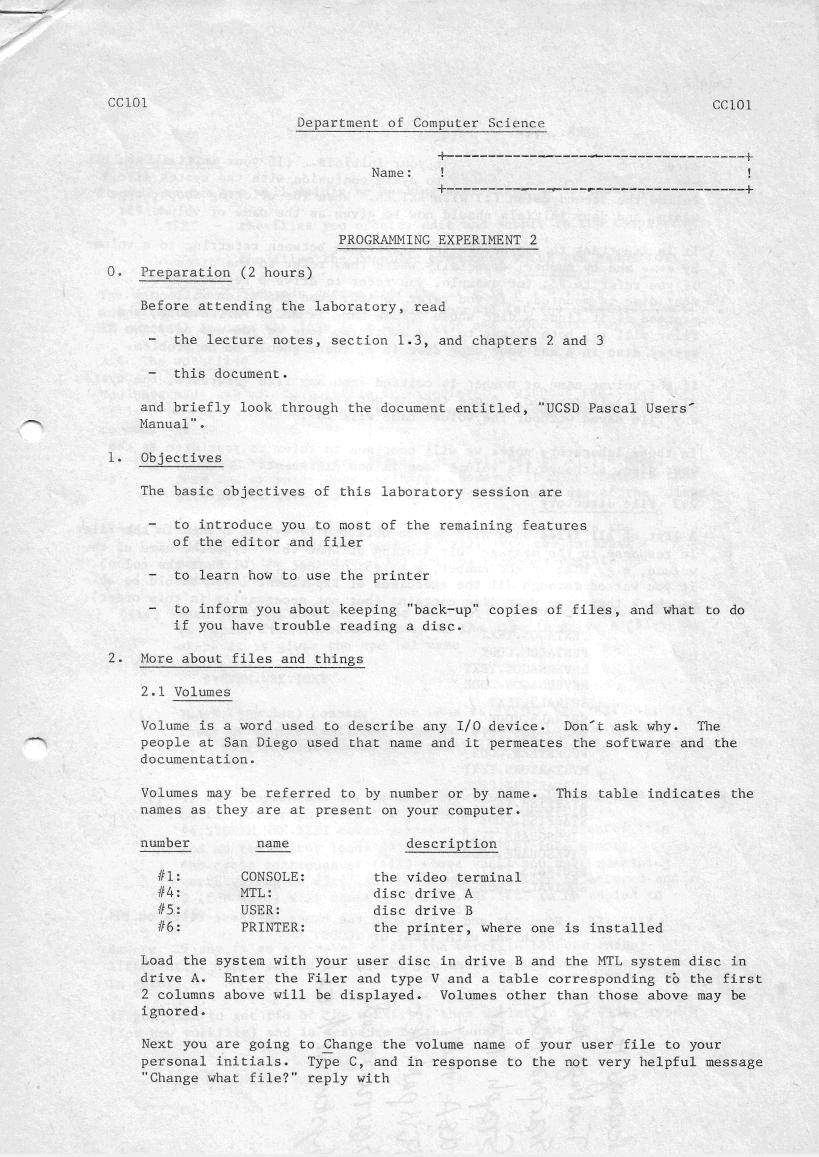 CC101 CC101
Department of Computer Science
+----------------------------------+
Name: ! !
+----------------------------------+
PROGRAMMING EXPERIMENT 2
0. Preparation (2 hours)
Before attending the laboratory, read
- the lecture notes, section 1.3, and chapters 2 and 3
- this document.
and briefly look through the document entitled, "UCSD Pascal Users´
Manual".
1. Objectives
The basic objectives of this laboratory session are
- to introduce you to most of the remaining features
of the editor and filer
- to learn how to use the printer
- to inform you about keeping "back-up" copies of files, and what to do
if you have trouble reading a disc.
2. More about files and things
2.1 Volumes
Volume is a word used to describe any I/O device. Don´t ask why. The
people at San Diego used that name and it permeates the software and the
documentation.
Volumes may be referred to by number or by name. This table indicates the
names as they are at present on your computer.
number name description
#1: CONSOLE: the video terminal
#4: MTL: disc drive A
#5: USER: disc drive B
#6: PRINTER: the printer, where one is installed
Load the system with your user disc in drive B and the MTL system disc in
drive A. Enter the Filer and type V and a table corresponding to the first
2 columns above will be displayed. Volumes other than those above may be
ignored.
Next you are going to Change the volume name of your user file to your
personal initials. Type C, and in response to the not very helpful message
"Change what file?" reply with